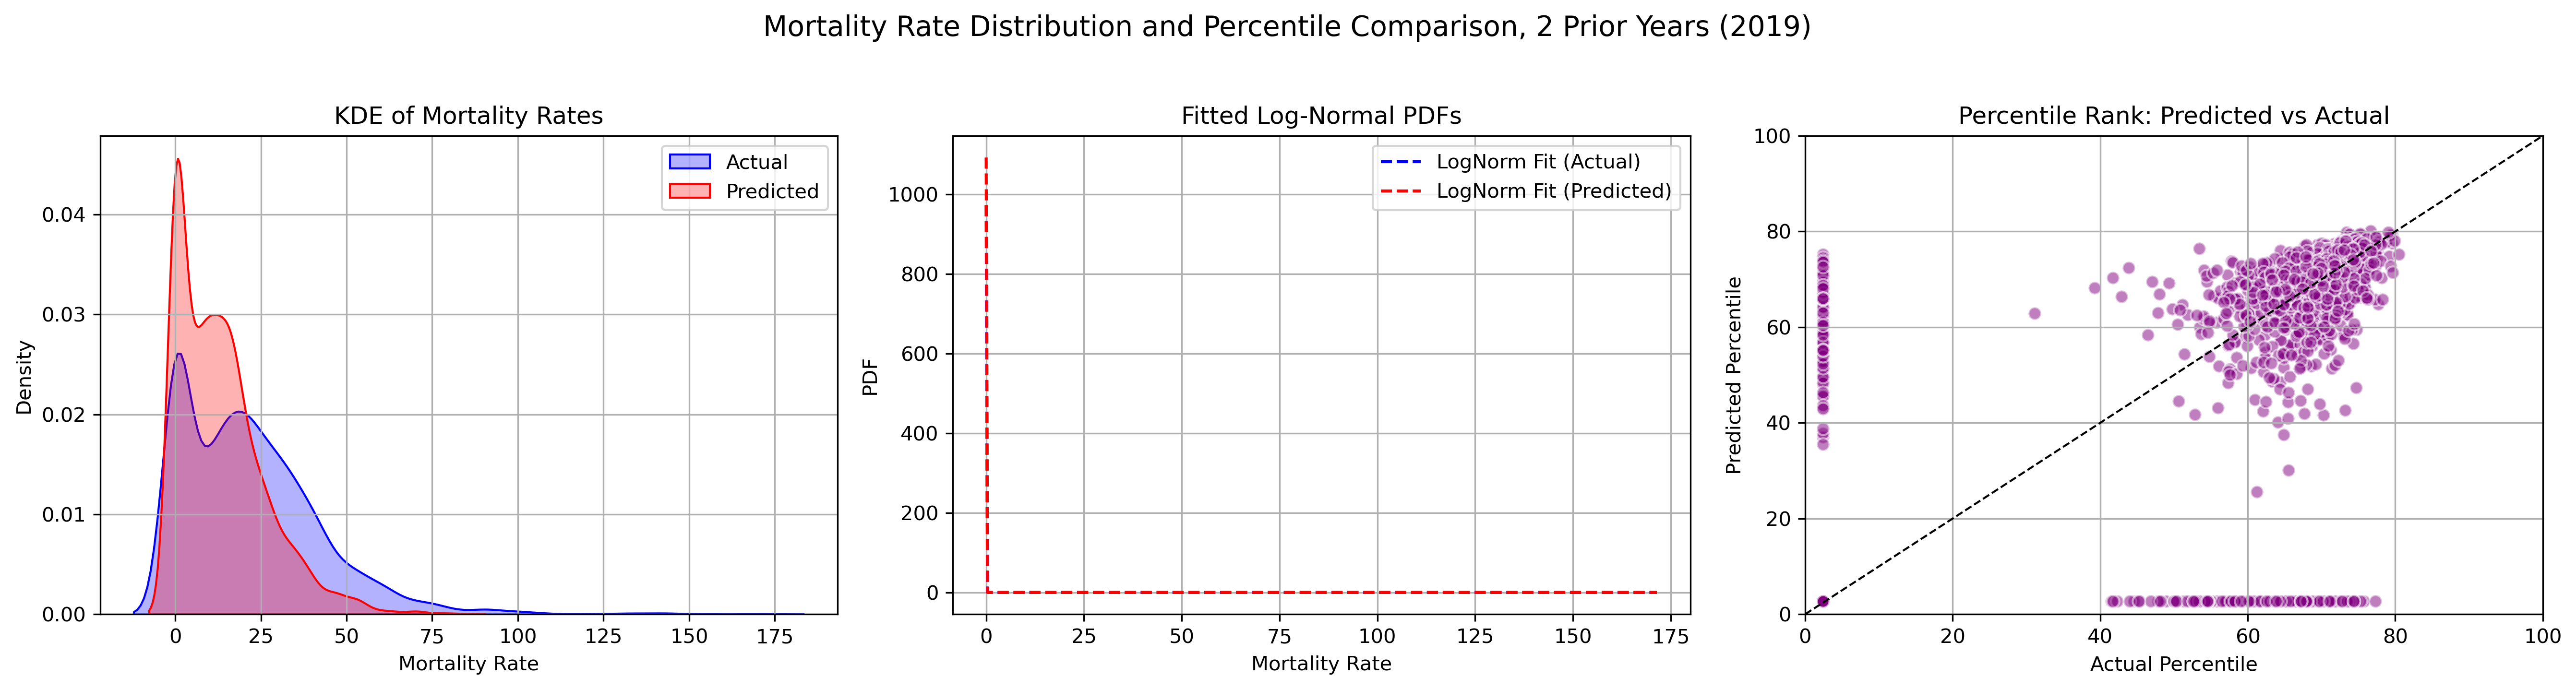 Mortality Rate Distribution and Percentile Comparison, 2 Prior Years (2019)
KDE of Mortality Rates
Actual
Predicted
0.04
0.03
0.02
0.01
0.00
Density
0 25 50 75 100 125 150 175
Mortality Rate
Fitted Log-Normal PDFs
LogNorm Fit (Actual)
LogNorm Fit (Predicted)
1000
800
600
400
200
0
PDF
0 25 50 75 100 125 150 175
Mortality Rate
Percentile Rank: Predicted vs Actual
100
80
60
40
20
0
Predicted Percentile
0 20 40 60 80 100
Actual Percentile